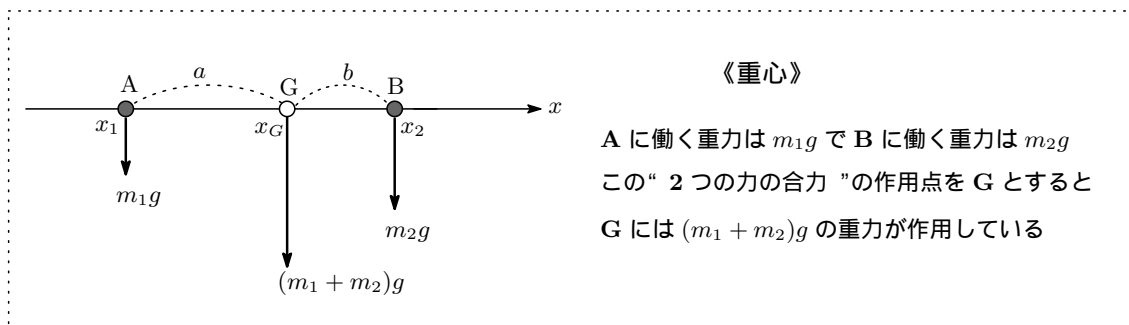 《重心》
A a G b B
x
x₁ x_G x₂
m₁g
m₂g
(m₁ + m₂)g
A に働く重力は m₁g で B に働く重力は m₂g
この“ 2 つの力の合力 ”の作用点を G とすると
G には (m₁ + m₂)g の重力が作用している